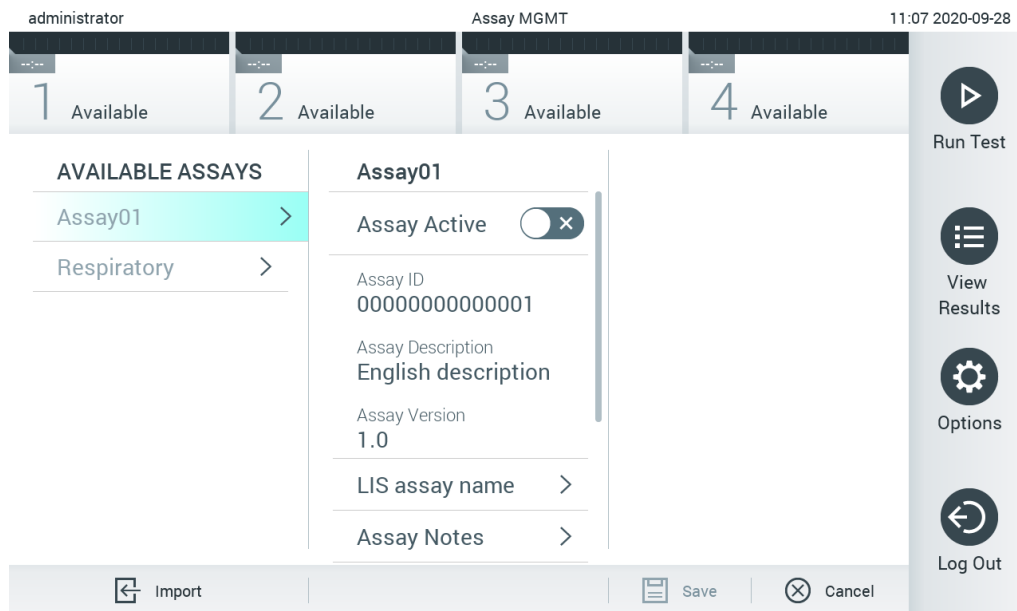 administrator
Assay MGMT
11:07 2020-09-28
--:--
1 Available
--:--
2 Available
--:--
3 Available
--:--
4 Available
Run Test
View
Results
Options
Log Out
AVAILABLE ASSAYS
Assay01
Respiratory
Assay01
Assay Active
Assay ID
00000000000001
Assay Description
English description
Assay Version
1.0
LIS assay name
Assay Notes
Import
Save
Cancel